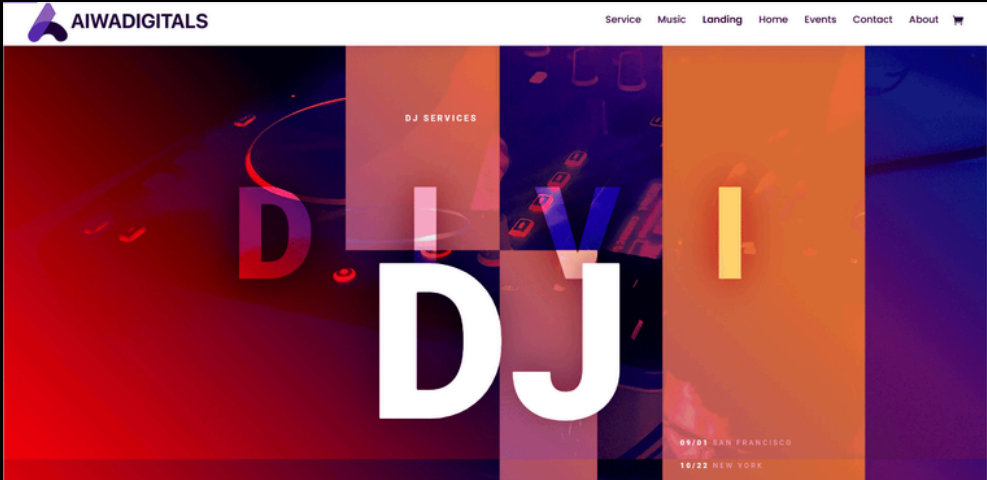 AIWADIGITALS
Service Music Landing Home Events Contact About
DJ SERVICES
DIVI
DJ
09/01 SAN FRANCISCO
10/22 NEW YORK